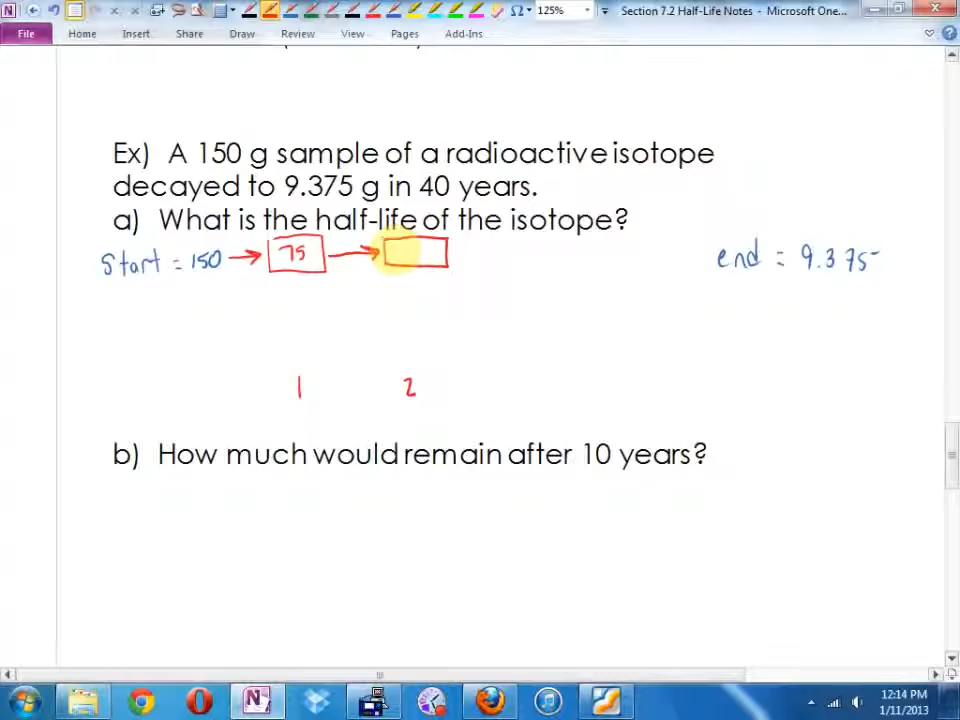 125%
Section 7.2 Half-Life Notes - Microsoft One...
File Home Insert Share Draw Review View Pages Add-Ins
Ex) A 150 g sample of a radioactive isotope
decayed to 9.375 g in 40 years.
a) What is the half-life of the isotope?
start = 150 → 75 → end = 9.375
1 2
b) How much would remain after 10 years?
12:14 PM
1/11/2013